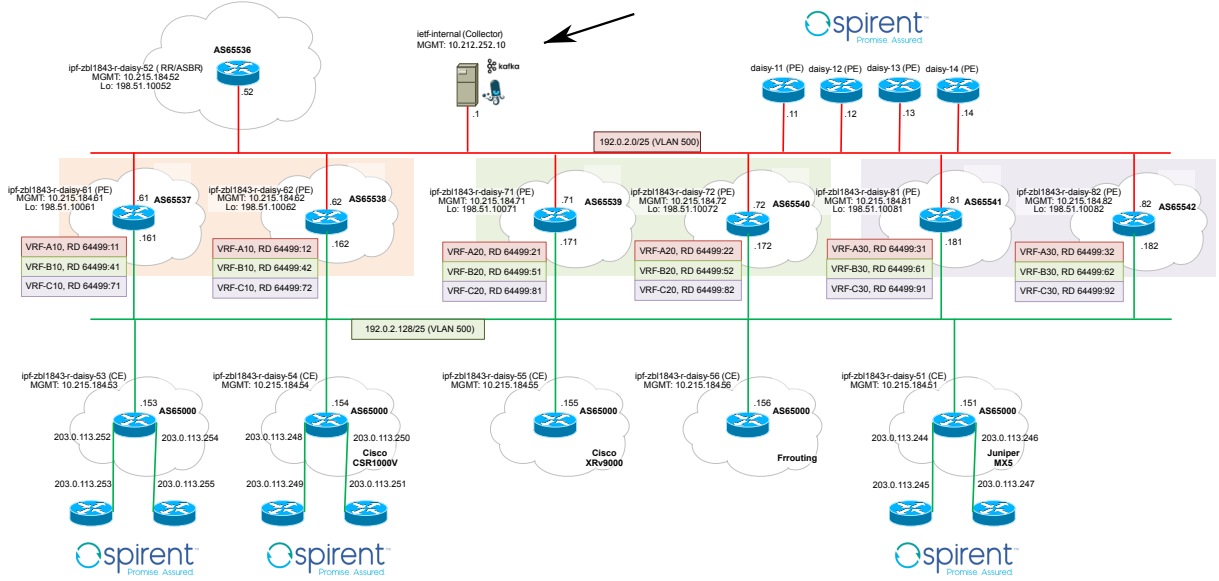 AS65536
ipf-zbl1843-r-daisy-52 ( RR/ASBR)
MGMT: 10.215.184.52
Lo: 198.51.10052
.52
ietf-internal (Collector)
MGMT: 10.212.252.10
kafka
.1
spirent™
Promise. Assured.
daisy-11 (PE)
daisy-12 (PE)
daisy-13 (PE)
daisy-14 (PE)
.11
.12
.13
.14
192.0.2.0/25 (VLAN 500)
ipf-zbl1843-r-daisy-61 (PE)
MGMT: 10.215.184.61
Lo: 198.51.10061
.61
AS65537
.161
VRF-A10, RD 64499:11
VRF-B10, RD 64499:41
VRF-C10, RD 64499:71
ipf-zbl1843-r-daisy-62 (PE)
MGMT: 10.215.184.62
Lo: 198.51.10062
.62
AS65538
.162
VRF-A10, RD 64499:12
VRF-B10, RD 64499:42
VRF-C10, RD 64499:72
ipf-zbl1843-r-daisy-71 (PE)
MGMT: 10.215.184.71
Lo: 198.51.10071
.71
AS65539
.171
VRF-A20, RD 64499:21
VRF-B20, RD 64499:51
VRF-C20, RD 64499:81
ipf-zbl1843-r-daisy-72 (PE)
MGMT: 10.215.184.72
Lo: 198.51.10072
.72
AS65540
.172
VRF-A20, RD 64499:22
VRF-B20, RD 64499:52
VRF-C20, RD 64499:82
ipf-zbl1843-r-daisy-81 (PE)
MGMT: 10.215.184.81
Lo: 198.51.10081
.81
AS65541
.181
VRF-A30, RD 64499:31
VRF-B30, RD 64499:61
VRF-C30, RD 64499:91
ipf-zbl1843-r-daisy-82 (PE)
MGMT: 10.215.184.82
Lo: 198.51.10082
.82
AS65542
.182
VRF-A30, RD 64499:32
VRF-B30, RD 64499:62
VRF-C30, RD 64499:92
192.0.2.128/25 (VLAN 500)
ipf-zbl1843-r-daisy-53 (CE)
MGMT: 10.215.184.53
.153
AS65000
203.0.113.252
203.0.113.254
203.0.113.253
203.0.113.255
spirent™
Promise. Assured.
ipf-zbl1843-r-daisy-54 (CE)
MGMT: 10.215.184.54
.154
AS65000
203.0.113.248
203.0.113.250
Cisco
CSR1000V
203.0.113.249
203.0.113.251
spirent™
Promise. Assured.
ipf-zbl1843-r-daisy-55 (CE)
MGMT: 10.215.184.55
.155
AS65000
Cisco
XRv9000
ipf-zbl1843-r-daisy-56 (CE)
MGMT: 10.215.184.56
.156
AS65000
Frrouting
ipf-zbl1843-r-daisy-51 (CE)
MGMT: 10.215.184.51
.151
AS65000
203.0.113.244
203.0.113.246
Juniper
MX5
203.0.113.245
203.0.113.247
spirent™
Promise. Assured.